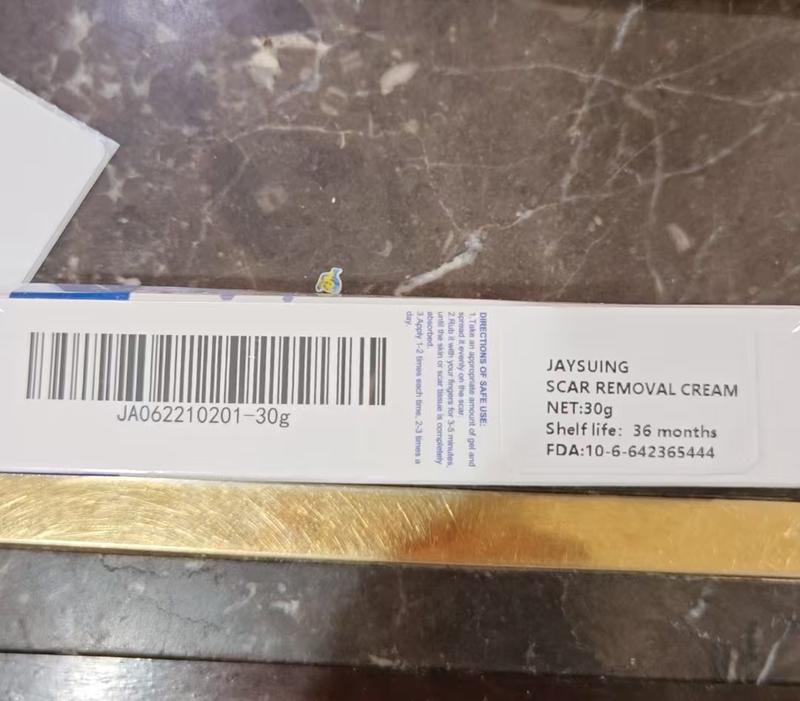 JA062210201-30g
DIRECTIONS OF SAFE USE:
1.Take an appropriate amount of gel and
spread it evenly on the scar.
2.Rub it with your fingers for 3-5 minutes,
until the skin or scar tissue is completely
absorbed.
3.Apply 1-2 times each time, 2-3 times a
day.
JAYSUING
SCAR REMOVAL CREAM
NET:30g
Shelf life: 36 months
FDA:10-6-642365444